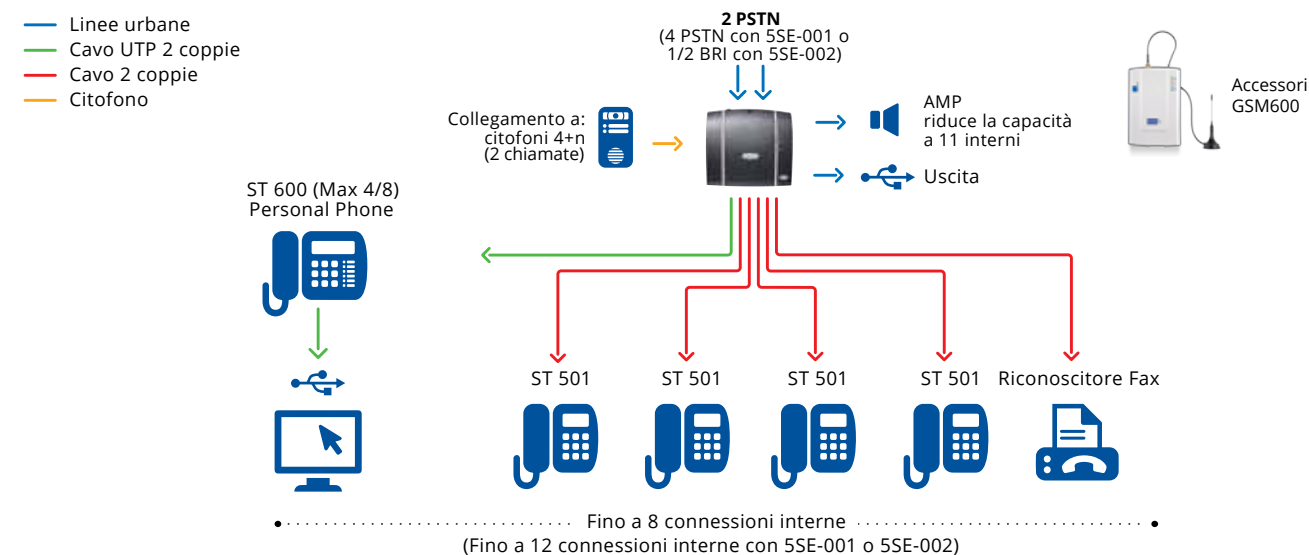 Linee urbane
Cavo UTP 2 coppie
Cavo 2 coppie
Citofono
2 PSTN
(4 PSTN con 5SE-001 o
1/2 BRI con 5SE-002)
Accessori
GSM600
Collegamento a:
citofoni 4+n
(2 chiamate)
AMP
riduce la capacità
a 11 interni
Uscita
ST 600 (Max 4/8)
Personal Phone
ST 501
ST 501
ST 501
ST 501
Riconoscitore Fax
Fino a 8 connessioni interne
(Fino a 12 connessioni interne con 5SE-001 o 5SE-002)